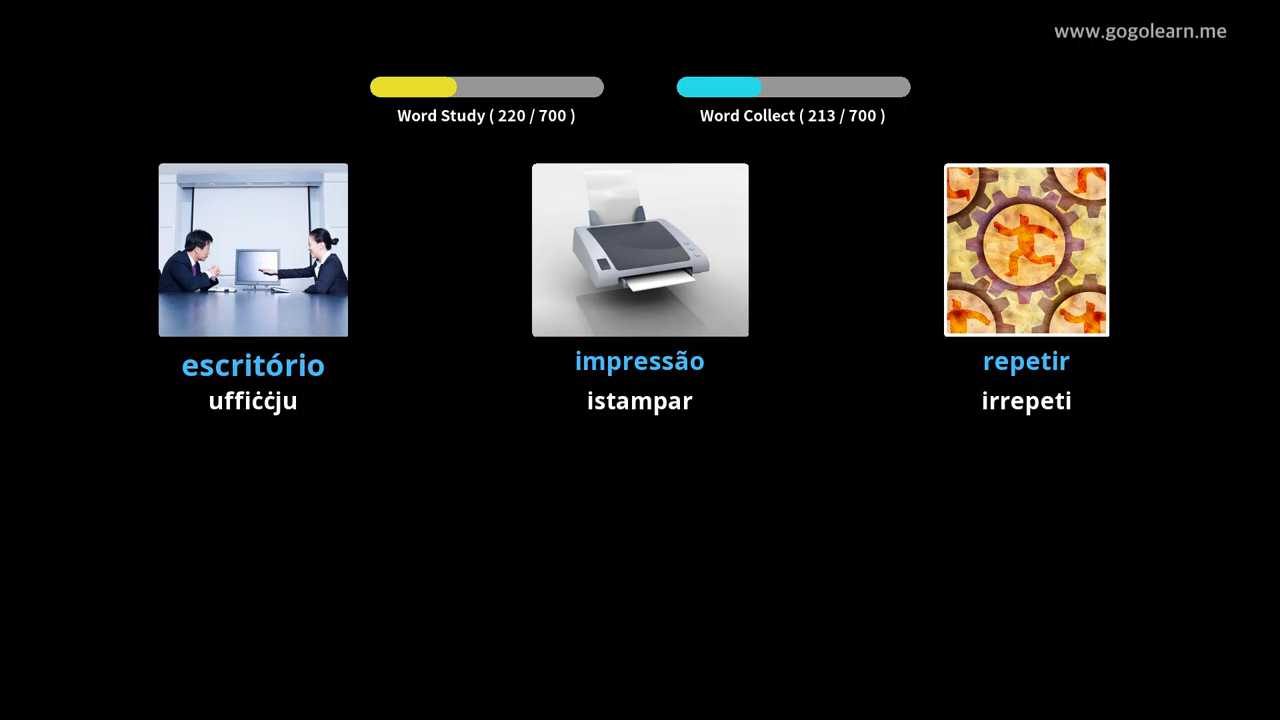 www.gogolearn.me
Word Study ( 220 / 700 )
Word Collect ( 213 / 700 )
escritório
impressão
repetir
uffiċċju
istampar
irrepeti